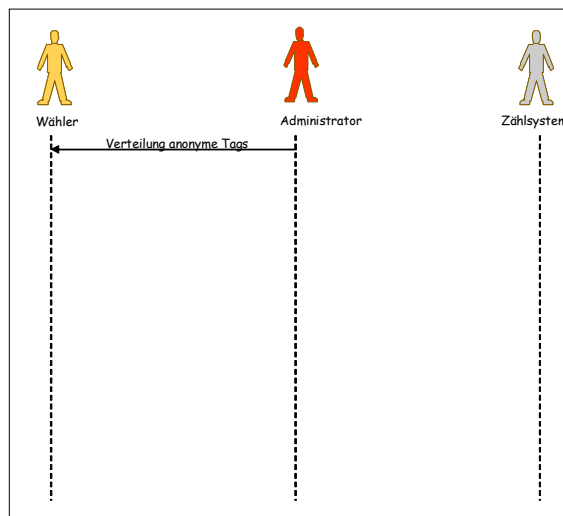 Wähler
Administrator
Zählsystem
Verteilung anonyme Tags